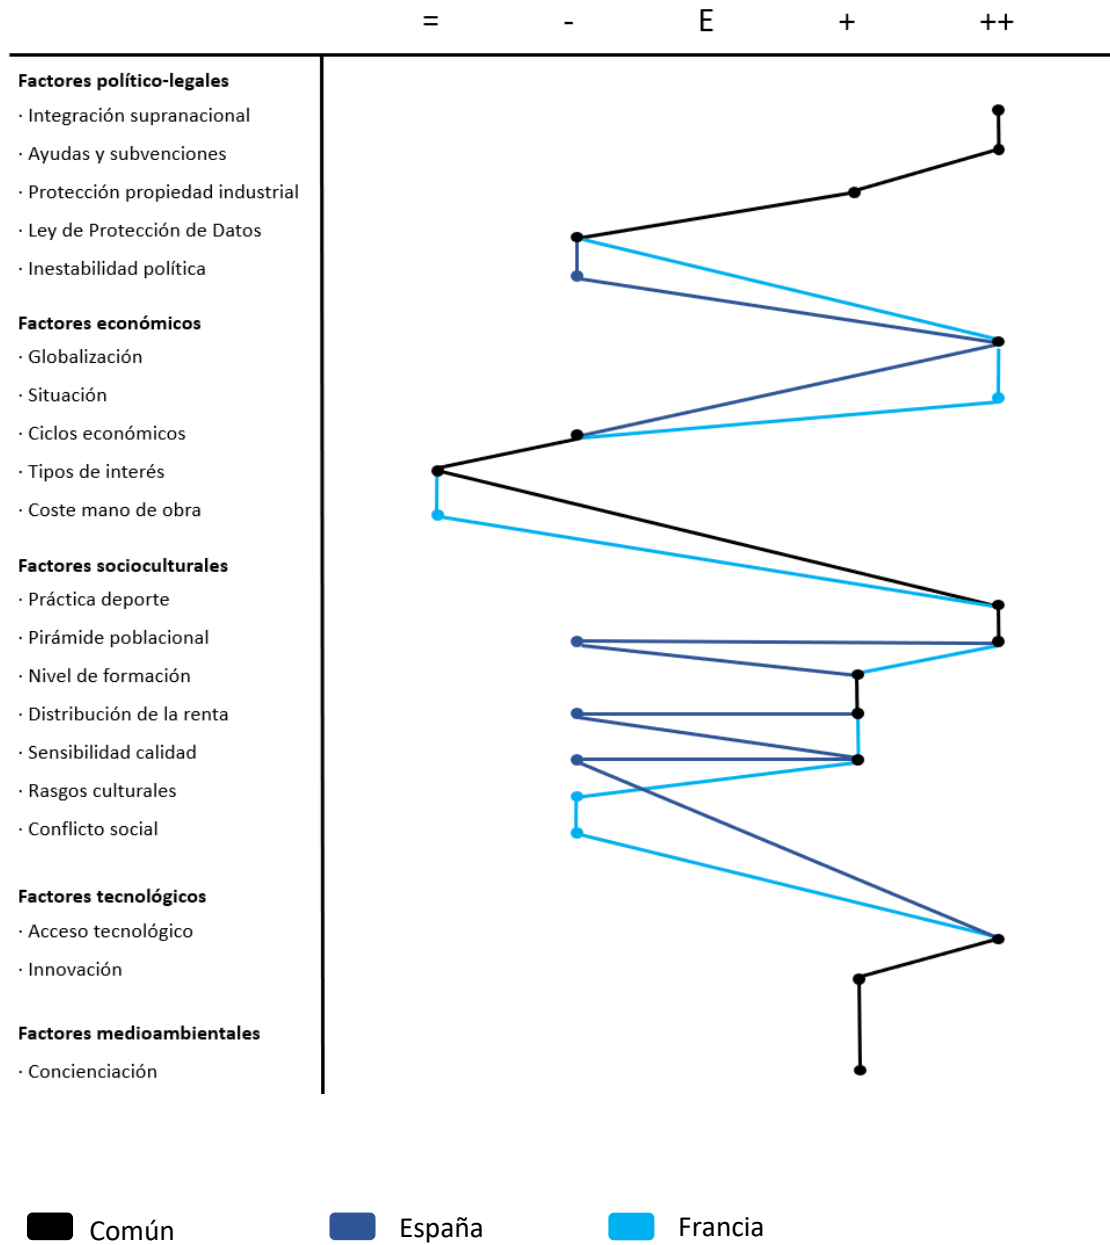 = - E + ++
Factores político-legales
· Integración supranacional
· Ayudas y subvenciones
· Protección propiedad industrial
· Ley de Protección de Datos
· Inestabilidad política
Factores económicos
· Globalización
· Situación
· Ciclos económicos
· Tipos de interés
· Coste mano de obra
Factores socioculturales
· Práctica deporte
· Pirámide poblacional
· Nivel de formación
· Distribución de la renta
· Sensibilidad calidad
· Rasgos culturales
· Conflicto social
Factores tecnológicos
· Acceso tecnológico
· Innovación
Factores medioambientales
· Concienciación
Común España Francia